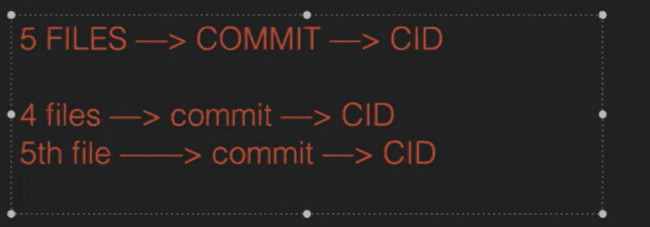 5 FILES —> COMMIT —> CID
4 files —> commit —> CID
5th file ——> commit —> CID